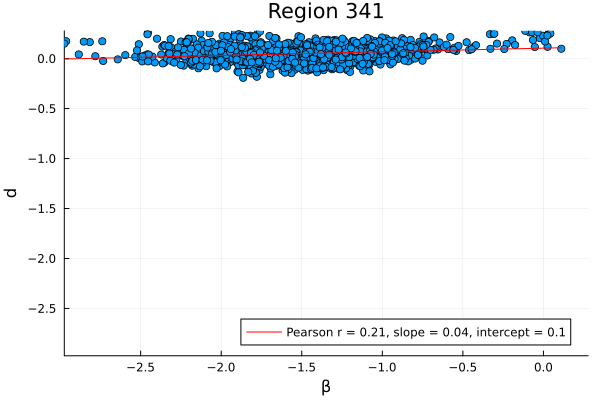 Region 341
0.0
−0.5
−1.0
−1.5
−2.0
−2.5
d
Pearson r = 0.21, slope = 0.04, intercept = 0.1
−2.5 −2.0 −1.5 −1.0 −0.5 0.0
β